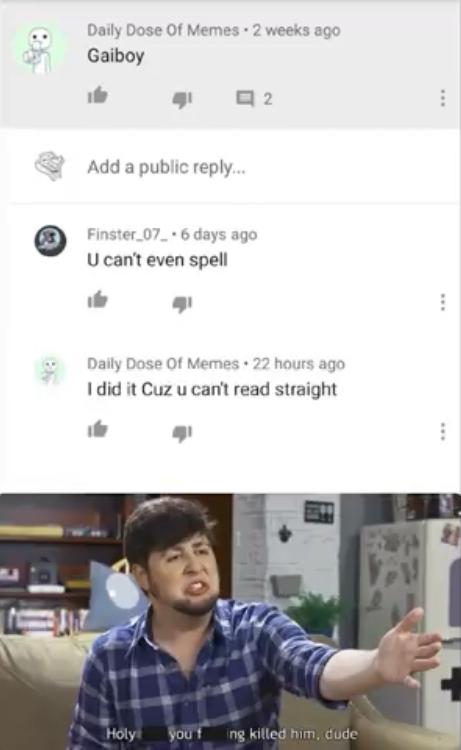 Daily Dose Of Memes • 2 weeks ago
Gaiboy
2
Add a public reply...
Finster_07_ • 6 days ago
U can't even spell
Daily Dose Of Memes • 22 hours ago
I did it Cuz u can't read straight
Holy you f ing killed him, dude